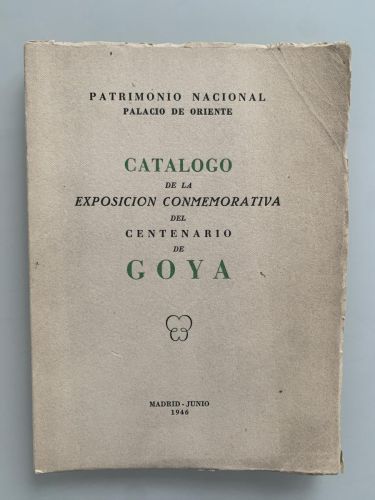 PATRIMONIO NACIONAL
PALACIO DE ORIENTE
CATALOGO
DE LA
EXPOSICION CONMEMORATIVA
DEL
CENTENARIO
DE
GOYA
MADRID - JUNIO
1946